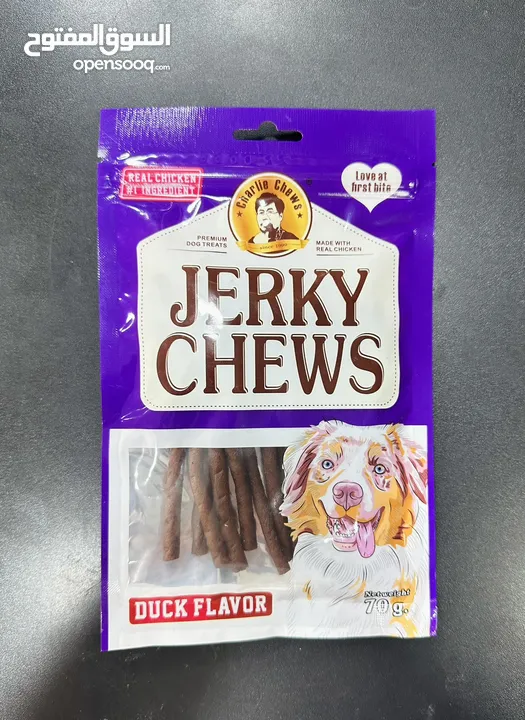 السوق المفتوح
opensooq.com
REAL CHICKEN
#1 INGREDIENT
Charlie Chews
Love at
first bite
PREMIUM
DOG TREATS
MADE WITH
REAL CHICKEN
JERKY
CHEWS
DUCK FLAVOR
Net weight
70 g.